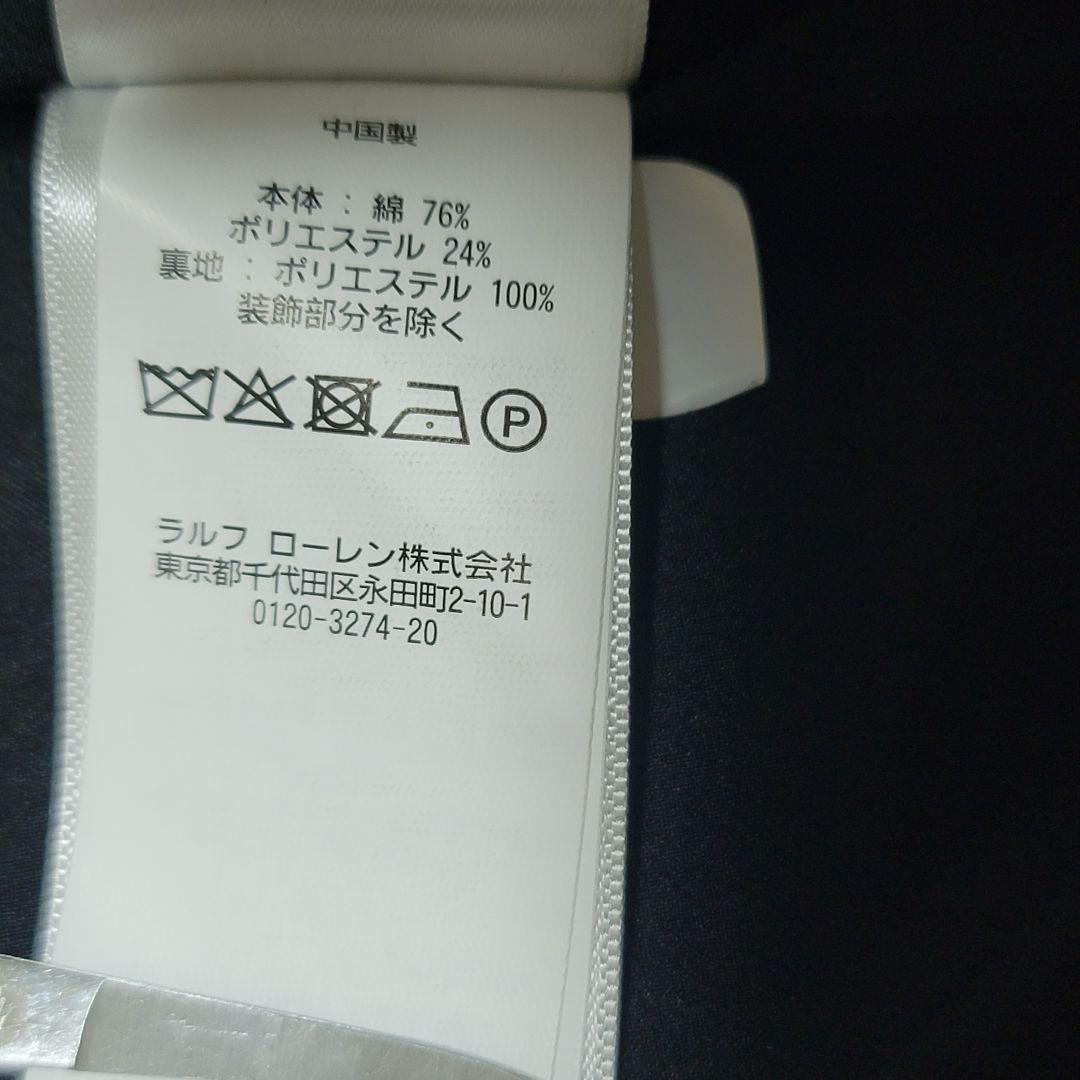 中国製
本体 : 綿 76%
ポリエステル 24%
裏地 : ポリエステル 100%
装飾部分を除く
P
ラルフ ローレン株式会社
東京都千代田区永田町2-10-1
0120-3274-20